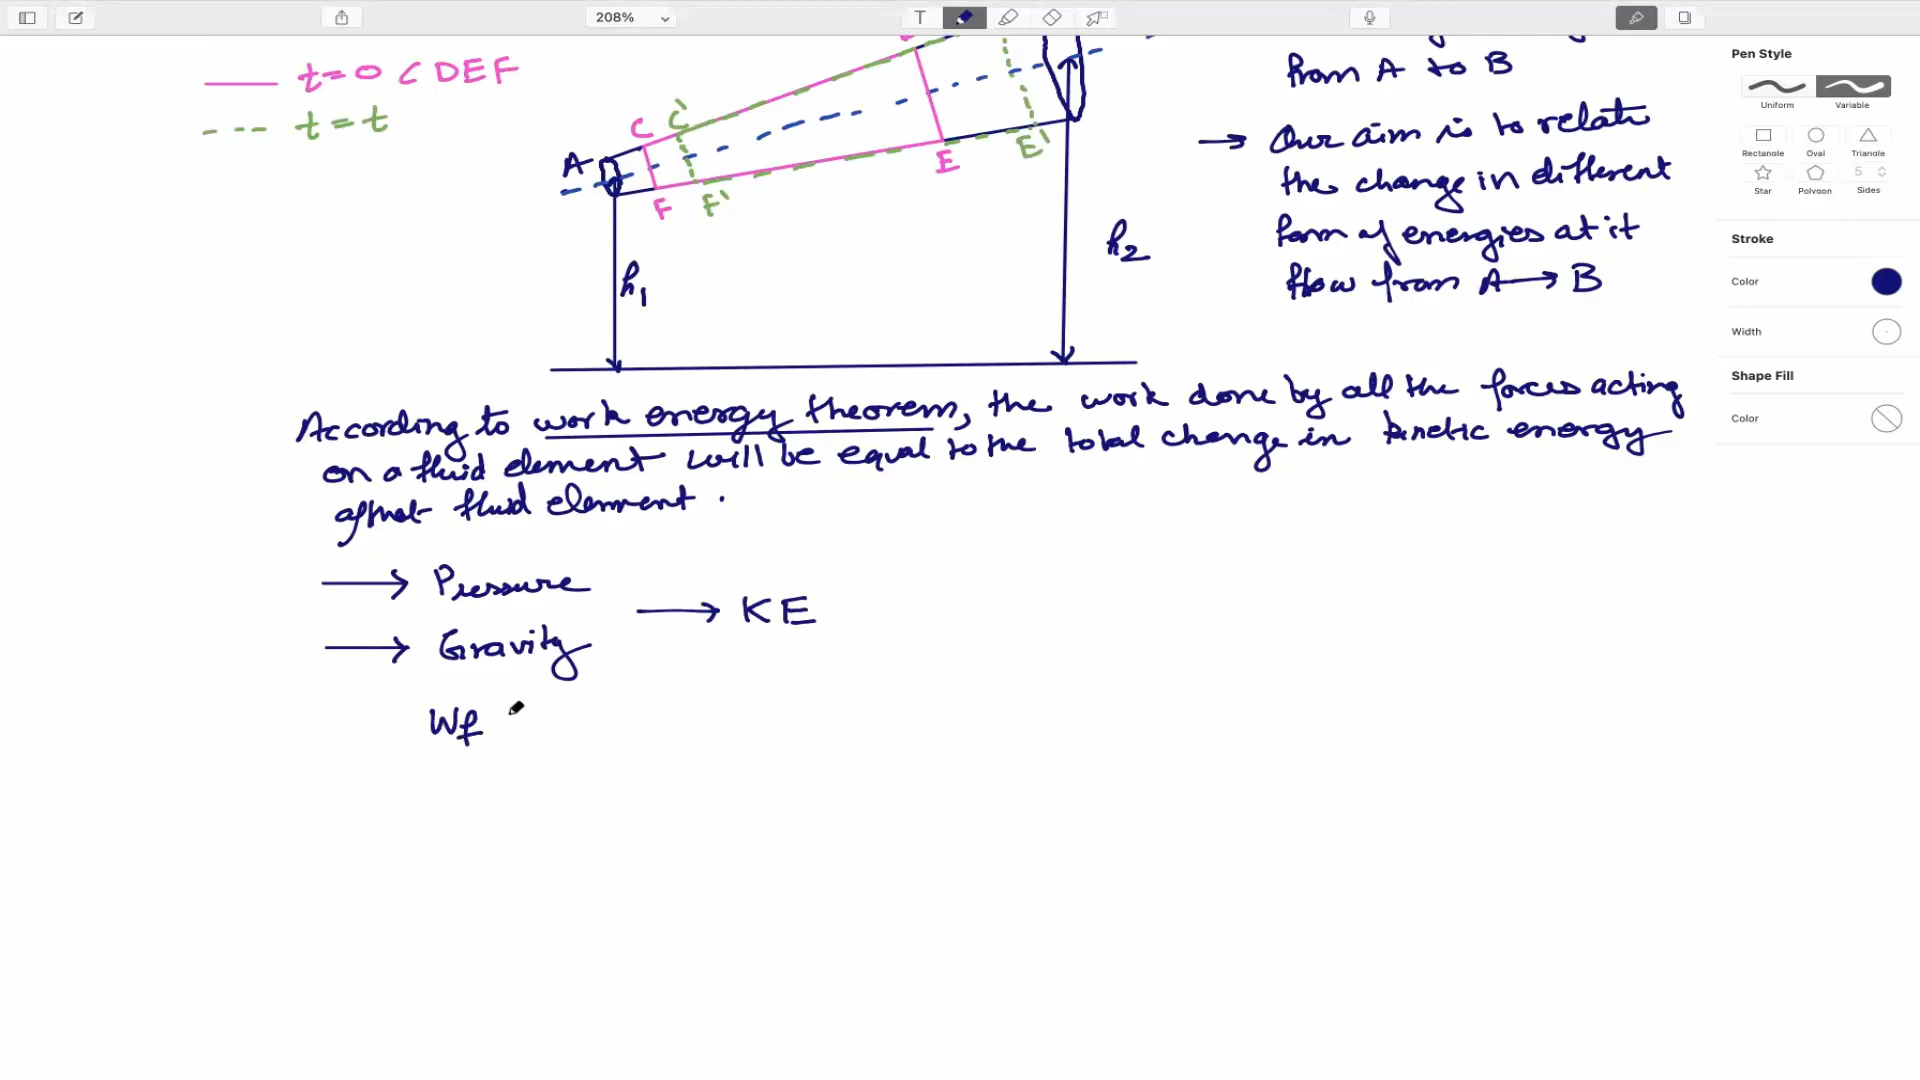 208%
T
t = 0 C DEF
t = t
A
C
C'
F
F'
E
E'
h1
h2
from A to B
→ Our aim is to relate
the change in different
form of energies at it
flow from A → B
According to work energy theorem, the work done by all the forces acting
on a fluid element will be equal to the total change in kinetic energy
of that fluid element.
→ Pressure
→ KE
→ Gravity
Wf
Pen Style
Uniform Variable
Rectangle Oval Triangle
5
Star Polygon Sides
Stroke
Color
Width
Shape Fill
Color